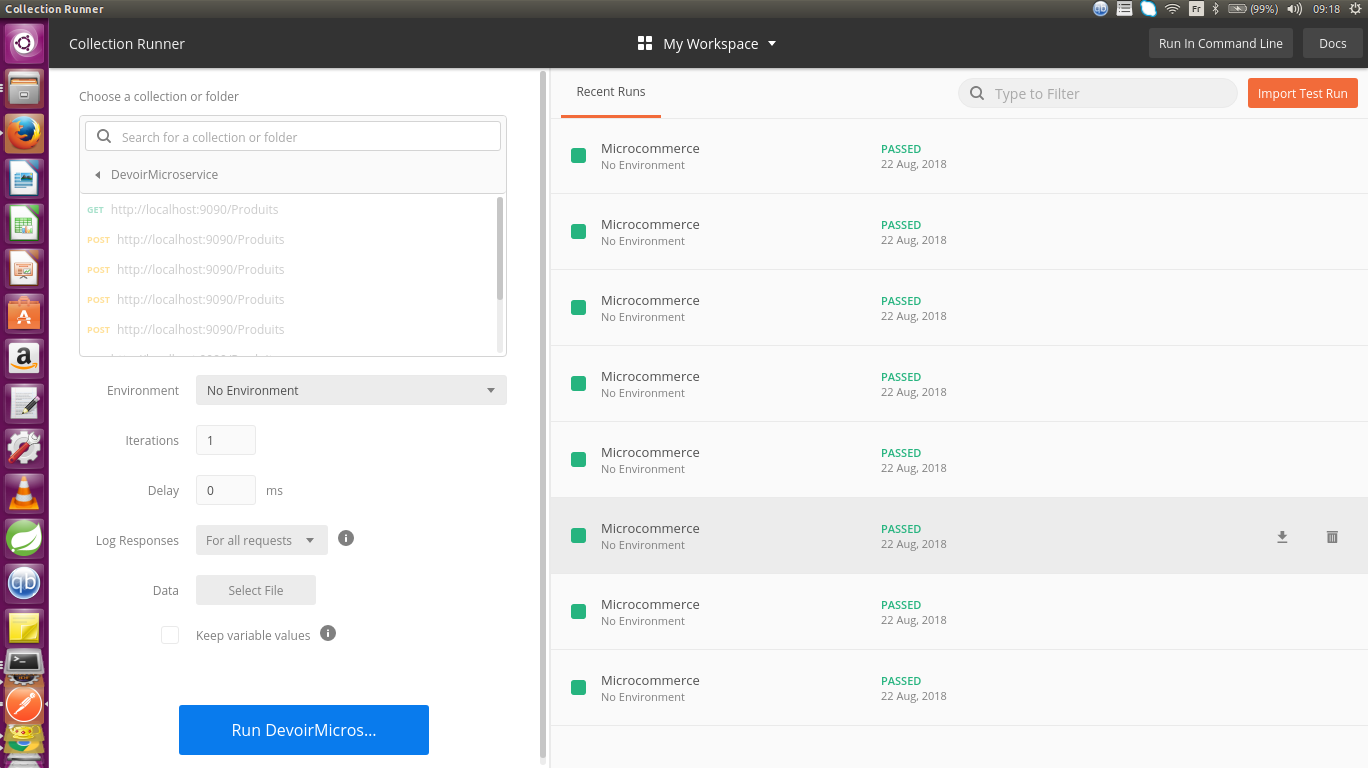 Collection Runner
Fr
(99%)
09:18
Collection Runner
My Workspace
Run In Command Line
Docs
Choose a collection or folder
Search for a collection or folder
DevoirMicroservice
GET http://localhost:9090/Produits
POST http://localhost:9090/Produits
POST http://localhost:9090/Produits
POST http://localhost:9090/Produits
POST http://localhost:9090/Produits
Environment
No Environment
Iterations
1
Delay
0
ms
Log Responses
For all requests
Data
Select File
Keep variable values
Run DevoirMicros...
Recent Runs
Type to Filter
Import Test Run
Microcommerce
No Environment
PASSED
22 Aug, 2018
Microcommerce
No Environment
PASSED
22 Aug, 2018
Microcommerce
No Environment
PASSED
22 Aug, 2018
Microcommerce
No Environment
PASSED
22 Aug, 2018
Microcommerce
No Environment
PASSED
22 Aug, 2018
Microcommerce
No Environment
PASSED
22 Aug, 2018
Microcommerce
No Environment
PASSED
22 Aug, 2018
Microcommerce
No Environment
PASSED
22 Aug, 2018
qb